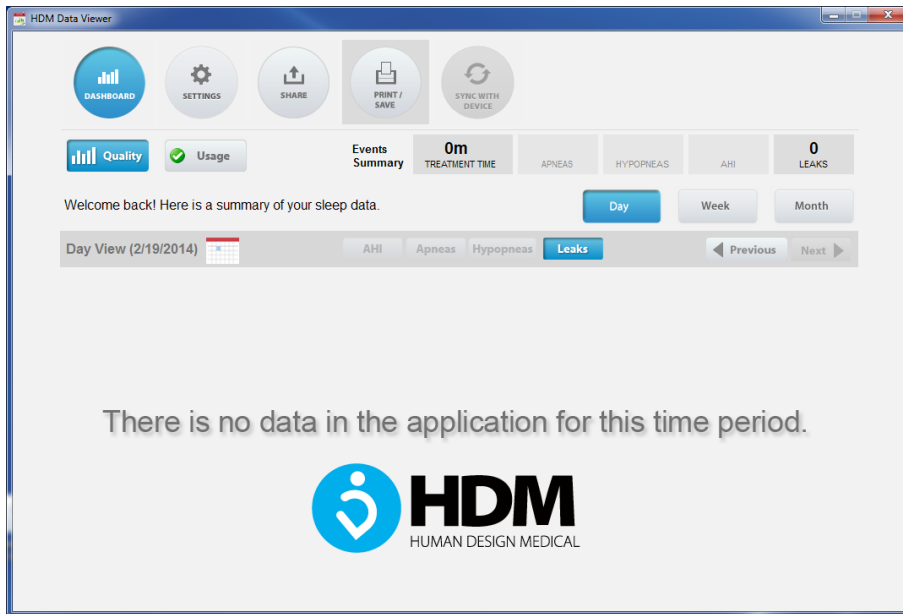 HDM Data Viewer
DASHBOARD
SETTINGS
SHARE
PRINT /
SAVE
SYNC WITH
DEVICE
Quality
Usage
Events
Summary
0m
TREATMENT TIME
APNEAS
HYPOPNEAS
AHI
0
LEAKS
Welcome back! Here is a summary of your sleep data.
Day
Week
Month
Day View (2/19/2014)
AHI
Apneas
Hypopneas
Leaks
Previous
Next
There is no data in the application for this time period.
HDM
HUMAN DESIGN MEDICAL